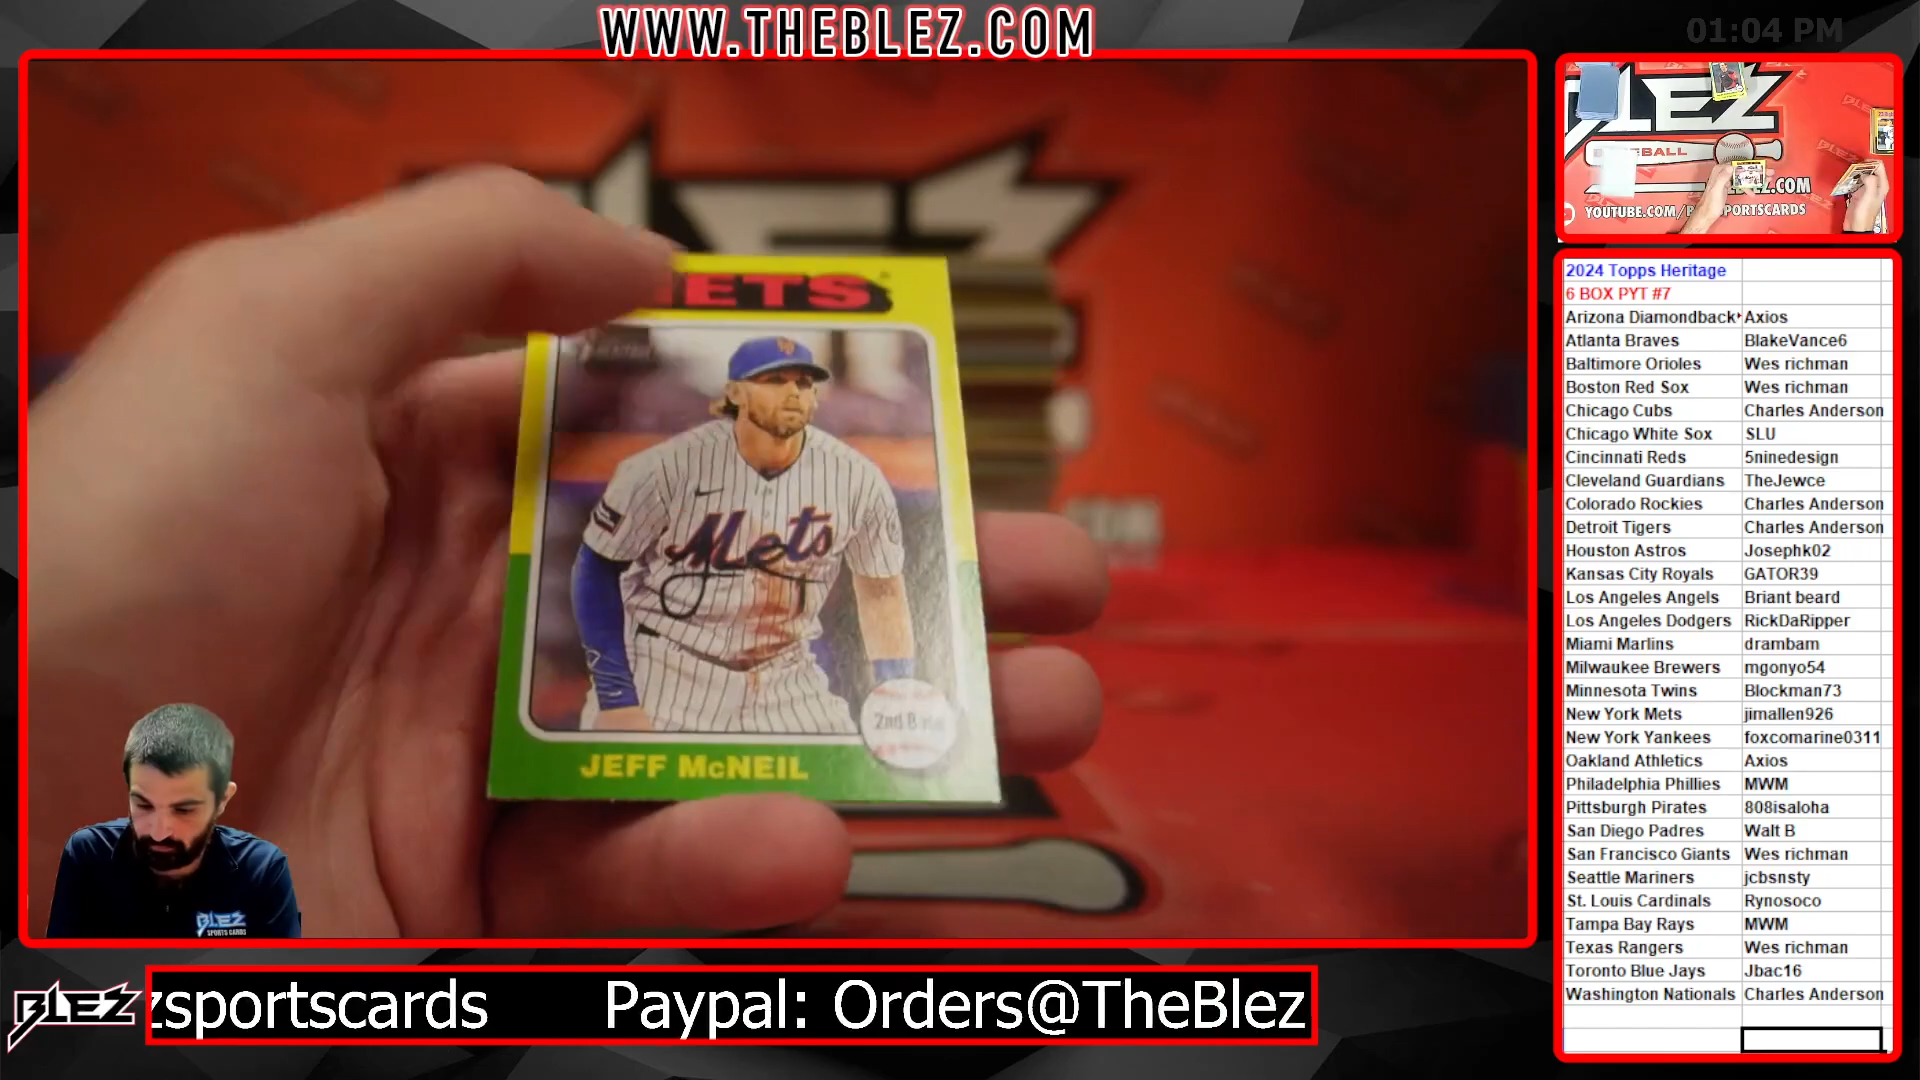 WWW.THEBLEZ.COM
01:04 PM
BLEZ
.COM
YOUTUBE.COM/
PORTSCARDS
METS
Mets
2nd Base
JEFF McNEIL
BLEZ
SPORTS CARDS
2024 Topps Heritage
6 BOX PYT #7
Arizona Diamondback Axios
Atlanta Braves BlakeVance6
Baltimore Orioles Wes richman
Boston Red Sox Wes richman
Chicago Cubs Charles Anderson
Chicago White Sox SLU
Cincinnati Reds 5ninedesign
Cleveland Guardians TheJewce
Colorado Rockies Charles Anderson
Detroit Tigers Charles Anderson
Houston Astros Josephk02
Kansas City Royals GATOR39
Los Angeles Angels Briant beard
Los Angeles Dodgers RickDaRipper
Miami Marlins drambam
Milwaukee Brewers mgonyo54
Minnesota Twins Blockman73
New York Mets jimallen926
New York Yankees foxcomarine0311
Oakland Athletics Axios
Philadelphia Phillies MWM
Pittsburgh Pirates 808isaloha
San Diego Padres Walt B
San Francisco Giants Wes richman
Seattle Mariners jcbsnsty
St. Louis Cardinals Rynosoco
Tampa Bay Rays MWM
Texas Rangers Wes richman
Toronto Blue Jays Jbac16
Washington Nationals Charles Anderson
BLEZ
zsportscards Paypal: Orders@TheBlez